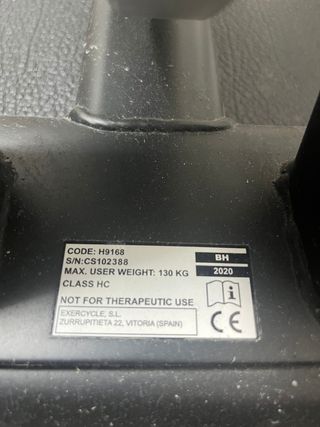 CODE: H9168
S/N:CS102388
MAX. USER WEIGHT: 130 KG
CLASS HC
NOT FOR THERAPEUTIC USE
EXERCYCLE, S.L.
ZURRUPITIETA 22, VITORIA (SPAIN)
BH
2020
i
CE